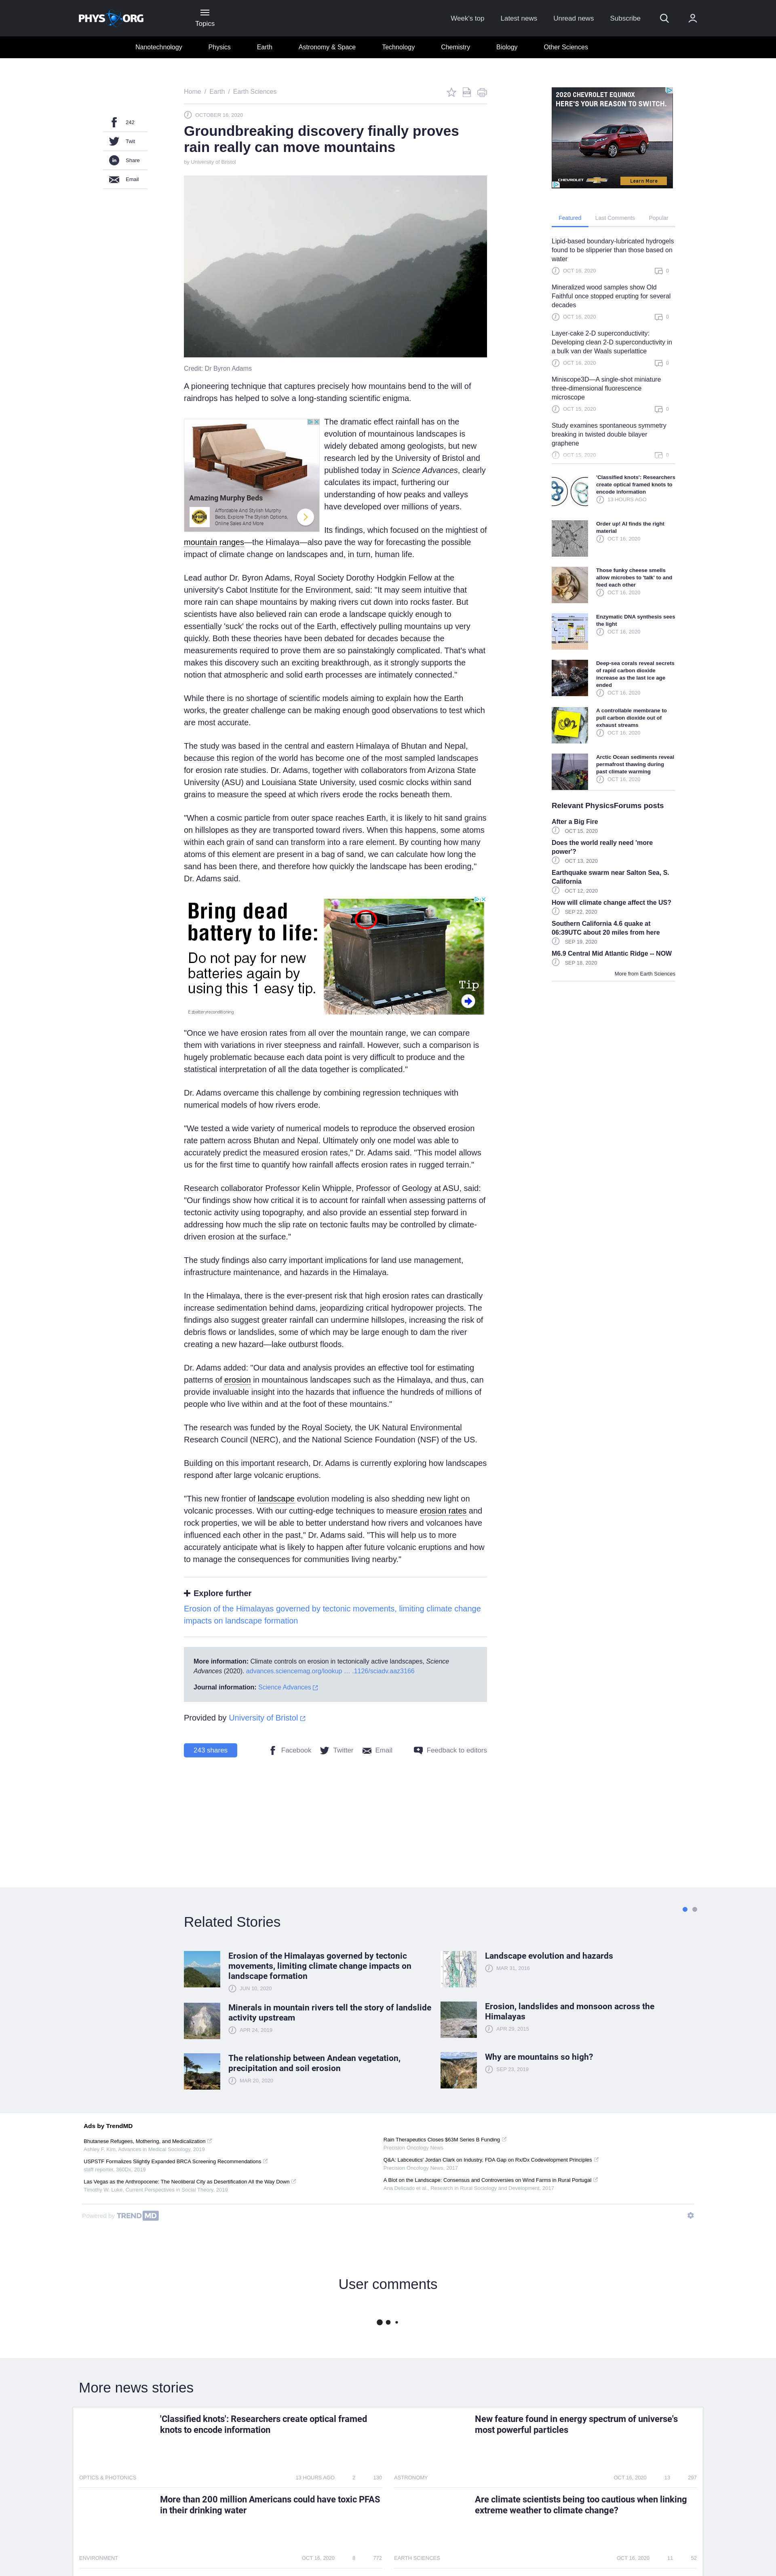 PHYS ORG
Topics
Week's top
Latest news
Unread news
Subscribe
Nanotechnology
Physics
Earth
Astronomy & Space
Technology
Chemistry
Biology
Other Sciences
242
Twit
Share
Email
Home / Earth / Earth Sciences
OCTOBER 16, 2020
Groundbreaking discovery finally proves
rain really can move mountains
by University of Bristol
Credit: Dr Byron Adams
A pioneering technique that captures precisely how mountains bend to the will of
raindrops has helped to solve a long-standing scientific enigma.
Amazing Murphy Beds
Affordable And Stylish Murphy
Beds, Explore The Stylish Options,
Online Sales And More
The dramatic effect rainfall has on the
evolution of mountainous landscapes is
widely debated among geologists, but new
research led by the University of Bristol and
published today in Science Advances, clearly
calculates its impact, furthering our
understanding of how peaks and valleys
have developed over millions of years.
Its findings, which focused on the mightiest of
mountain ranges—the Himalaya—also pave the way for forecasting the possible
impact of climate change on landscapes and, in turn, human life.
Lead author Dr. Byron Adams, Royal Society Dorothy Hodgkin Fellow at the
university's Cabot Institute for the Environment, said: "It may seem intuitive that
more rain can shape mountains by making rivers cut down into rocks faster. But
scientists have also believed rain can erode a landscape quickly enough to
essentially 'suck' the rocks out of the Earth, effectively pulling mountains up very
quickly. Both these theories have been debated for decades because the
measurements required to prove them are so painstakingly complicated. That's what
makes this discovery such an exciting breakthrough, as it strongly supports the
notion that atmospheric and solid earth processes are intimately connected."
While there is no shortage of scientific models aiming to explain how the Earth
works, the greater challenge can be making enough good observations to test which
are most accurate.
The study was based in the central and eastern Himalaya of Bhutan and Nepal,
because this region of the world has become one of the most sampled landscapes
for erosion rate studies. Dr. Adams, together with collaborators from Arizona State
University (ASU) and Louisiana State University, used cosmic clocks within sand
grains to measure the speed at which rivers erode the rocks beneath them.
"When a cosmic particle from outer space reaches Earth, it is likely to hit sand grains
on hillslopes as they are transported toward rivers. When this happens, some atoms
within each grain of sand can transform into a rare element. By counting how many
atoms of this element are present in a bag of sand, we can calculate how long the
sand has been there, and therefore how quickly the landscape has been eroding,"
Dr. Adams said.
Bring dead
battery to life:
Do not pay for new
batteries again by
using this 1 easy tip.
Tip
"Once we have erosion rates from all over the mountain range, we can compare
them with variations in river steepness and rainfall. However, such a comparison is
hugely problematic because each data point is very difficult to produce and the
statistical interpretation of all the data together is complicated."
Dr. Adams overcame this challenge by combining regression techniques with
numerical models of how rivers erode.
"We tested a wide variety of numerical models to reproduce the observed erosion
rate pattern across Bhutan and Nepal. Ultimately only one model was able to
accurately predict the measured erosion rates," Dr. Adams said. "This model allows
us for the first time to quantify how rainfall affects erosion rates in rugged terrain."
Research collaborator Professor Kelin Whipple, Professor of Geology at ASU, said:
"Our findings show how critical it is to account for rainfall when assessing patterns of
tectonic activity using topography, and also provide an essential step forward in
addressing how much the slip rate on tectonic faults may be controlled by climate-
driven erosion at the surface."
The study findings also carry important implications for land use management,
infrastructure maintenance, and hazards in the Himalaya.
In the Himalaya, there is the ever-present risk that high erosion rates can drastically
increase sedimentation behind dams, jeopardizing critical hydropower projects. The
findings also suggest greater rainfall can undermine hillslopes, increasing the risk of
debris flows or landslides, some of which may be large enough to dam the river
creating a new hazard—lake outburst floods.
Dr. Adams added: "Our data and analysis provides an effective tool for estimating
patterns of erosion in mountainous landscapes such as the Himalaya, and thus, can
provide invaluable insight into the hazards that influence the hundreds of millions of
people who live within and at the foot of these mountains."
The research was funded by the Royal Society, the UK Natural Environmental
Research Council (NERC), and the National Science Foundation (NSF) of the US.
Building on this important research, Dr. Adams is currently exploring how landscapes
respond after large volcanic eruptions.
"This new frontier of landscape evolution modeling is also shedding new light on
volcanic processes. With our cutting-edge techniques to measure erosion rates and
rock properties, we will be able to better understand how rivers and volcanoes have
influenced each other in the past," Dr. Adams said. "This will help us to more
accurately anticipate what is likely to happen after future volcanic eruptions and how
to manage the consequences for communities living nearby."
Explore further
Erosion of the Himalayas governed by tectonic movements, limiting climate change
impacts on landscape formation
More information: Climate controls on erosion in tectonically active landscapes, Science
Advances (2020). advances.sciencemag.org/lookup … .1126/sciadv.aaz3166
Journal information: Science Advances
Provided by University of Bristol
243 shares
Facebook
Twitter
Email
Feedback to editors
2020 CHEVROLET EQUINOX
HERE'S YOUR REASON TO SWITCH.
CHEVROLET
Learn More
Featured
Last Comments
Popular
Lipid-based boundary-lubricated hydrogels
found to be slipperier than those based on
water
OCT 16, 2020 0
Mineralized wood samples show Old
Faithful once stopped erupting for several
decades
OCT 16, 2020 0
Layer-cake 2-D superconductivity:
Developing clean 2-D superconductivity in
a bulk van der Waals superlattice
OCT 16, 2020 0
Miniscope3D—A single-shot miniature
three-dimensional fluorescence
microscope
OCT 15, 2020 0
Study examines spontaneous symmetry
breaking in twisted double bilayer
graphene
OCT 15, 2020 0
'Classified knots': Researchers
create optical framed knots to
encode information
13 HOURS AGO
Order up! AI finds the right
material
OCT 16, 2020
Those funky cheese smells
allow microbes to 'talk' to and
feed each other
OCT 16, 2020
Enzymatic DNA synthesis sees
the light
OCT 16, 2020
Deep-sea corals reveal secrets
of rapid carbon dioxide
increase as the last ice age
ended
OCT 16, 2020
CO2
A controllable membrane to
pull carbon dioxide out of
exhaust streams
OCT 16, 2020
Arctic Ocean sediments reveal
permafrost thawing during
past climate warming
OCT 16, 2020
Relevant PhysicsForums posts
After a Big Fire
OCT 15, 2020
Does the world really need 'more
power'?
OCT 13, 2020
Earthquake swarm near Salton Sea, S.
California
OCT 12, 2020
How will climate change affect the US?
SEP 22, 2020
Southern California 4.6 quake at
06:39UTC about 20 miles from here
SEP 19, 2020
M6.9 Central Mid Atlantic Ridge -- NOW
SEP 18, 2020
More from Earth Sciences
Related Stories
Erosion of the Himalayas governed by tectonic
movements, limiting climate change impacts on
landscape formation
JUN 10, 2020
Minerals in mountain rivers tell the story of landslide
activity upstream
APR 24, 2019
The relationship between Andean vegetation,
precipitation and soil erosion
MAR 20, 2020
Landscape evolution and hazards
MAR 31, 2016
Erosion, landslides and monsoon across the
Himalayas
APR 29, 2015
Why are mountains so high?
SEP 23, 2019
Ads by TrendMD
Bhutanese Refugees, Mothering, and Medicalization
Ashley F. Kim, Advances in Medical Sociology, 2019
USPSTF Formalizes Slightly Expanded BRCA Screening Recommendations
staff reporter, 360Dx, 2019
Las Vegas as the Anthropocene: The Neoliberal City as Desertification All the Way Down
Timothy W. Luke, Current Perspectives in Social Theory, 2019
Rain Therapeutics Closes $63M Series B Funding
Precision Oncology News
Q&A: Labceutics' Jordan Clark on Industry, FDA Gap on Rx/Dx Codevelopment Principles
Precision Oncology News, 2017
A Blot on the Landscape: Consensus and Controversies on Wind Farms in Rural Portugal
Ana Delicado et al., Research in Rural Sociology and Development, 2017
Powered by TREND MD
User comments
More news stories
'Classified knots': Researchers create optical framed
knots to encode information
OPTICS & PHOTONICS 13 HOURS AGO 2 130
New feature found in energy spectrum of universe's
most powerful particles
ASTRONOMY OCT 16, 2020 13 297
More than 200 million Americans could have toxic PFAS
in their drinking water
ENVIRONMENT OCT 16, 2020 9 772
Are climate scientists being too cautious when linking
extreme weather to climate change?
EARTH SCIENCES OCT 16, 2020 11 52